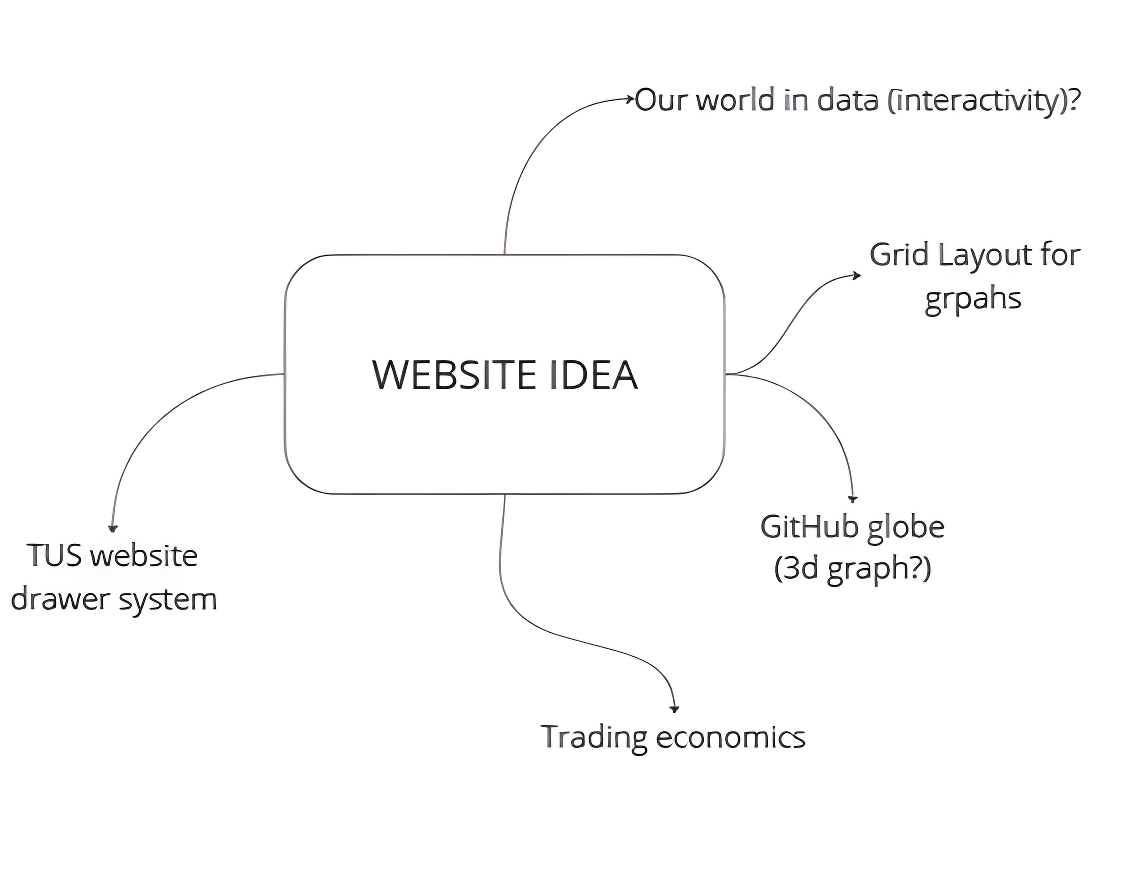 Our world in data (interactivity)?
Grid Layout for
grpahs
WEBSITE IDEA
GitHub globe
(3d graph?)
TUS website
drawer system
Trading economics